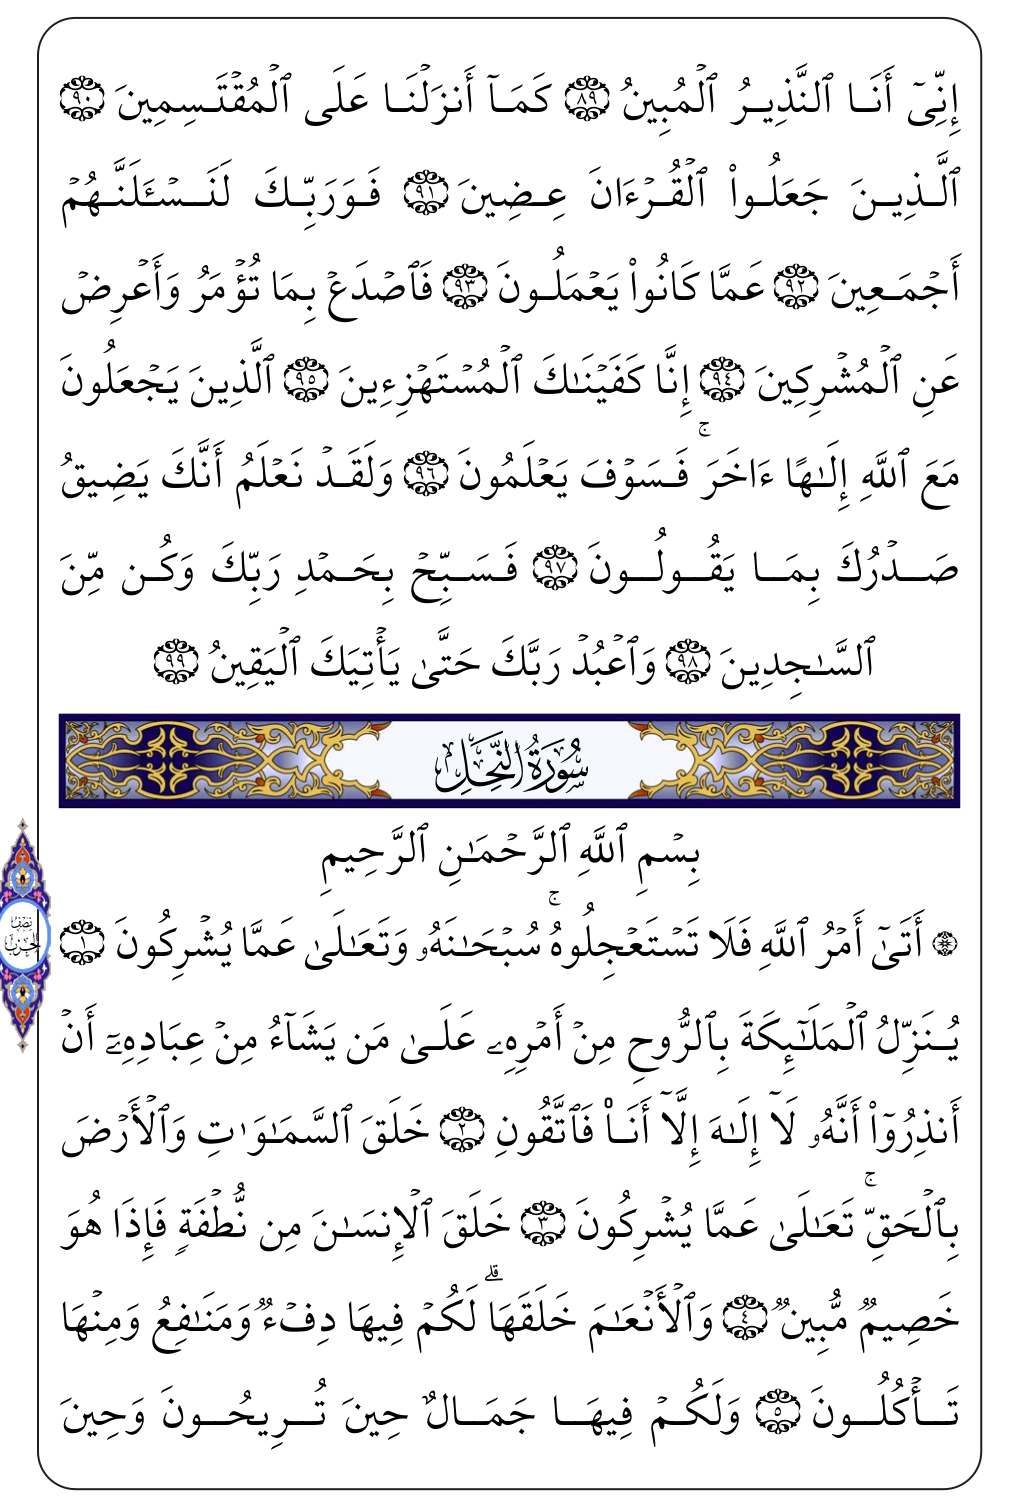 إِنِّىٓ أَنَا ٱلنَّذِيرُ ٱلْمُبِينُ ٨٩ كَمَآ أَنزَلْنَا عَلَى ٱلْمُقْتَسِمِينَ ٩٠
ٱلَّذِينَ جَعَلُوا۟ ٱلْقُرْءَانَ عِضِينَ ٩١ فَوَرَبِّكَ لَنَسْـَٔلَنَّهُمْ
أَجْمَعِينَ ٩٢ عَمَّا كَانُوا۟ يَعْمَلُونَ ٩٣ فَٱصْدَعْ بِمَا تُؤْمَرُ وَأَعْرِضْ
عَنِ ٱلْمُشْرِكِينَ ٩٤ إِنَّا كَفَيْنَـٰكَ ٱلْمُسْتَهْزِءِينَ ٩٥ ٱلَّذِينَ يَجْعَلُونَ
مَعَ ٱللَّهِ إِلَـٰهًا ءَاخَرَ ۚ فَسَوْفَ يَعْلَمُونَ ٩٦ وَلَقَدْ نَعْلَمُ أَنَّكَ يَضِيقُ
صَدْرُكَ بِمَا يَقُولُونَ ٩٧ فَسَبِّحْ بِحَمْدِ رَبِّكَ وَكُن مِّنَ
ٱلسَّـٰجِدِينَ ٩٨ وَٱعْبُدْ رَبَّكَ حَتَّىٰ يَأْتِيَكَ ٱلْيَقِينُ ٩٩
سُورَةُ النَّحْلِ
بِسْمِ ٱللَّهِ ٱلرَّحْمَـٰنِ ٱلرَّحِيمِ
نصف الحزب
۞ أَتَىٰٓ أَمْرُ ٱللَّهِ فَلَا تَسْتَعْجِلُوهُ ۚ سُبْحَـٰنَهُۥ وَتَعَـٰلَىٰ عَمَّا يُشْرِكُونَ ١
يُنَزِّلُ ٱلْمَلَـٰٓئِكَةَ بِٱلرُّوحِ مِنْ أَمْرِهِۦ عَلَىٰ مَن يَشَآءُ مِنْ عِبَادِهِۦٓ أَنْ
أَنذِرُوٓا۟ أَنَّهُۥ لَآ إِلَـٰهَ إِلَّآ أَنَا۠ فَٱتَّقُونِ ٢ خَلَقَ ٱلسَّمَـٰوَٰتِ وَٱلْأَرْضَ
بِٱلْحَقِّ ۚ تَعَـٰلَىٰ عَمَّا يُشْرِكُونَ ٣ خَلَقَ ٱلْإِنسَـٰنَ مِن نُّطْفَةٍ فَإِذَا هُوَ
خَصِيمٌ مُّبِينٌ ٤ وَٱلْأَنْعَـٰمَ خَلَقَهَا ۗ لَكُمْ فِيهَا دِفْءٌ وَمَنَـٰفِعُ وَمِنْهَا
تَأْكُلُونَ ٥ وَلَكُمْ فِيهَا جَمَالٌ حِينَ تُرِيحُونَ وَحِينَ